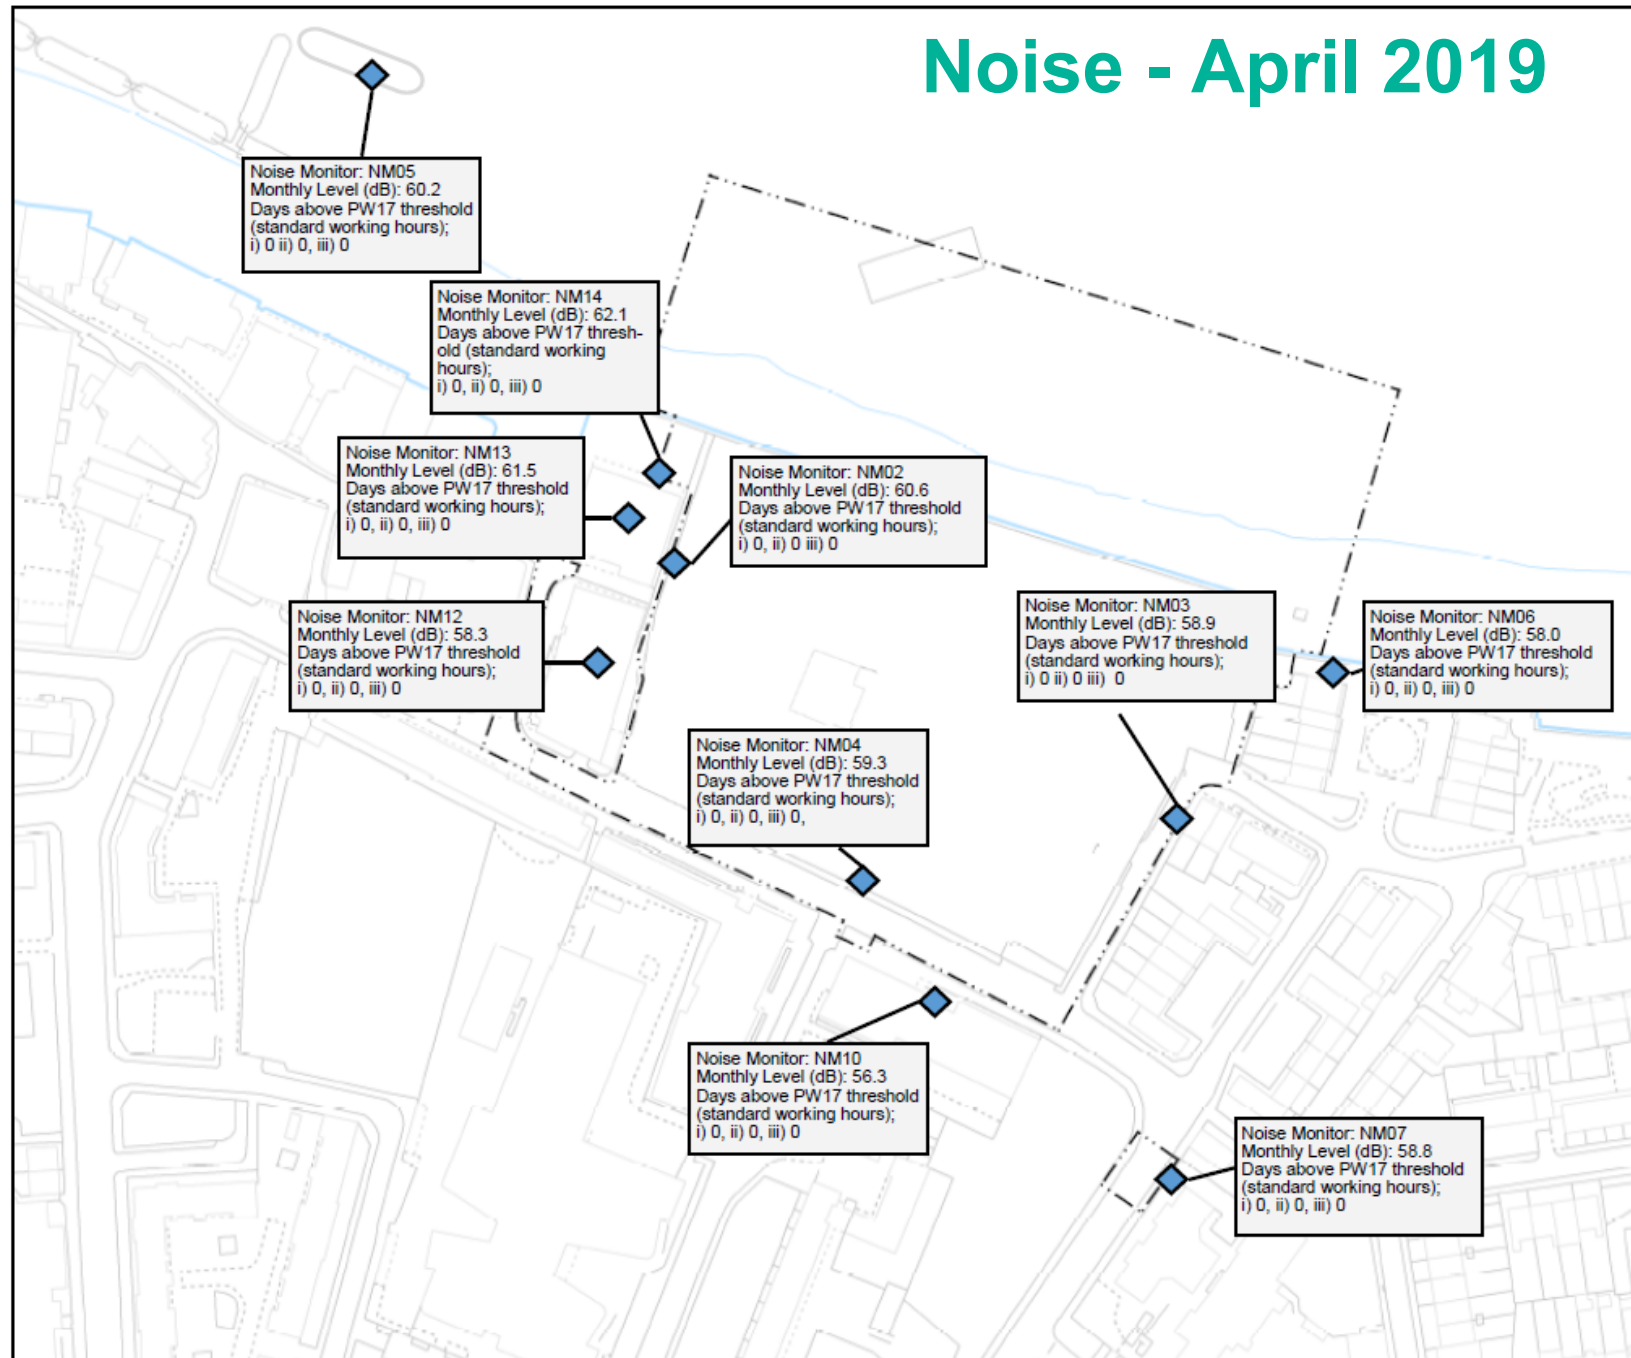 Noise - April 2019
Noise Monitor: NM05
Monthly Level (dB): 60.2
Days above PW17 threshold
(standard working hours);
i) 0 ii) 0, iii) 0
Noise Monitor: NM14
Monthly Level (dB): 62.1
Days above PW17 thresh-
old (standard working
hours);
i) 0, ii) 0, iii) 0
Noise Monitor: NM13
Monthly Level (dB): 61.5
Days above PW17 threshold
(standard working hours);
i) 0, ii) 0, iii) 0
Noise Monitor: NM02
Monthly Level (dB): 60.6
Days above PW17 threshold
(standard working hours);
i) 0, ii) 0 iii) 0
Noise Monitor: NM12
Monthly Level (dB): 58.3
Days above PW17 threshold
(standard working hours);
i) 0, ii) 0, iii) 0
Noise Monitor: NM03
Monthly Level (dB): 58.9
Days above PW17 threshold
(standard working hours);
i) 0 ii) 0 iii)  0
Noise Monitor: NM06
Monthly Level (dB): 58.0
Days above PW17 threshold
(standard working hours);
i) 0, ii) 0, iii) 0
Noise Monitor: NM04
Monthly Level (dB): 59.3
Days above PW17 threshold
(standard working hours);
i) 0, ii) 0, iii) 0,
Noise Monitor: NM10
Monthly Level (dB): 56.3
Days above PW17 threshold
(standard working hours);
i) 0, ii) 0, iii) 0
Noise Monitor: NM07
Monthly Level (dB): 58.8
Days above PW17 threshold
(standard working hours);
i) 0, ii) 0, iii) 0